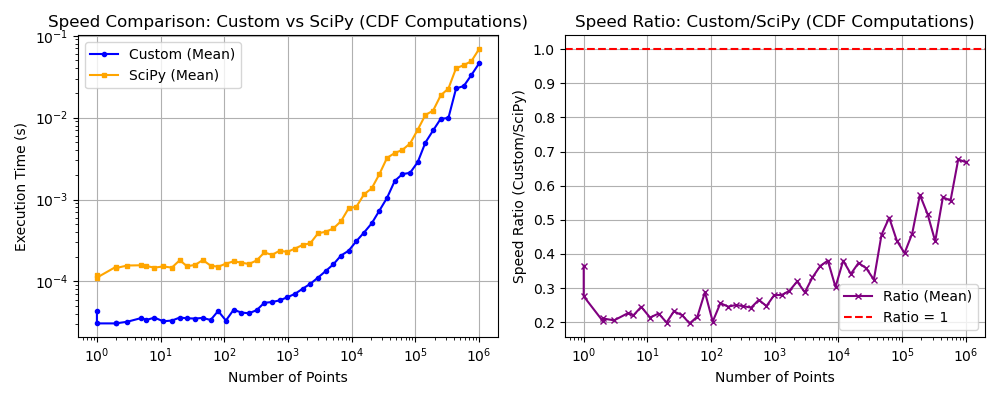 Speed Comparison: Custom vs SciPy (CDF Computations)
Custom (Mean)
SciPy (Mean)
Execution Time (s)
10⁻¹
10⁻²
10⁻³
10⁻⁴
10⁰ 10¹ 10² 10³ 10⁴ 10⁵ 10⁶
Number of Points
Speed Ratio: Custom/SciPy (CDF Computations)
Speed Ratio (Custom/SciPy)
1.0
0.9
0.8
0.7
0.6
0.5
0.4
0.3
0.2
Ratio (Mean)
Ratio = 1
10⁰ 10¹ 10² 10³ 10⁴ 10⁵ 10⁶
Number of Points